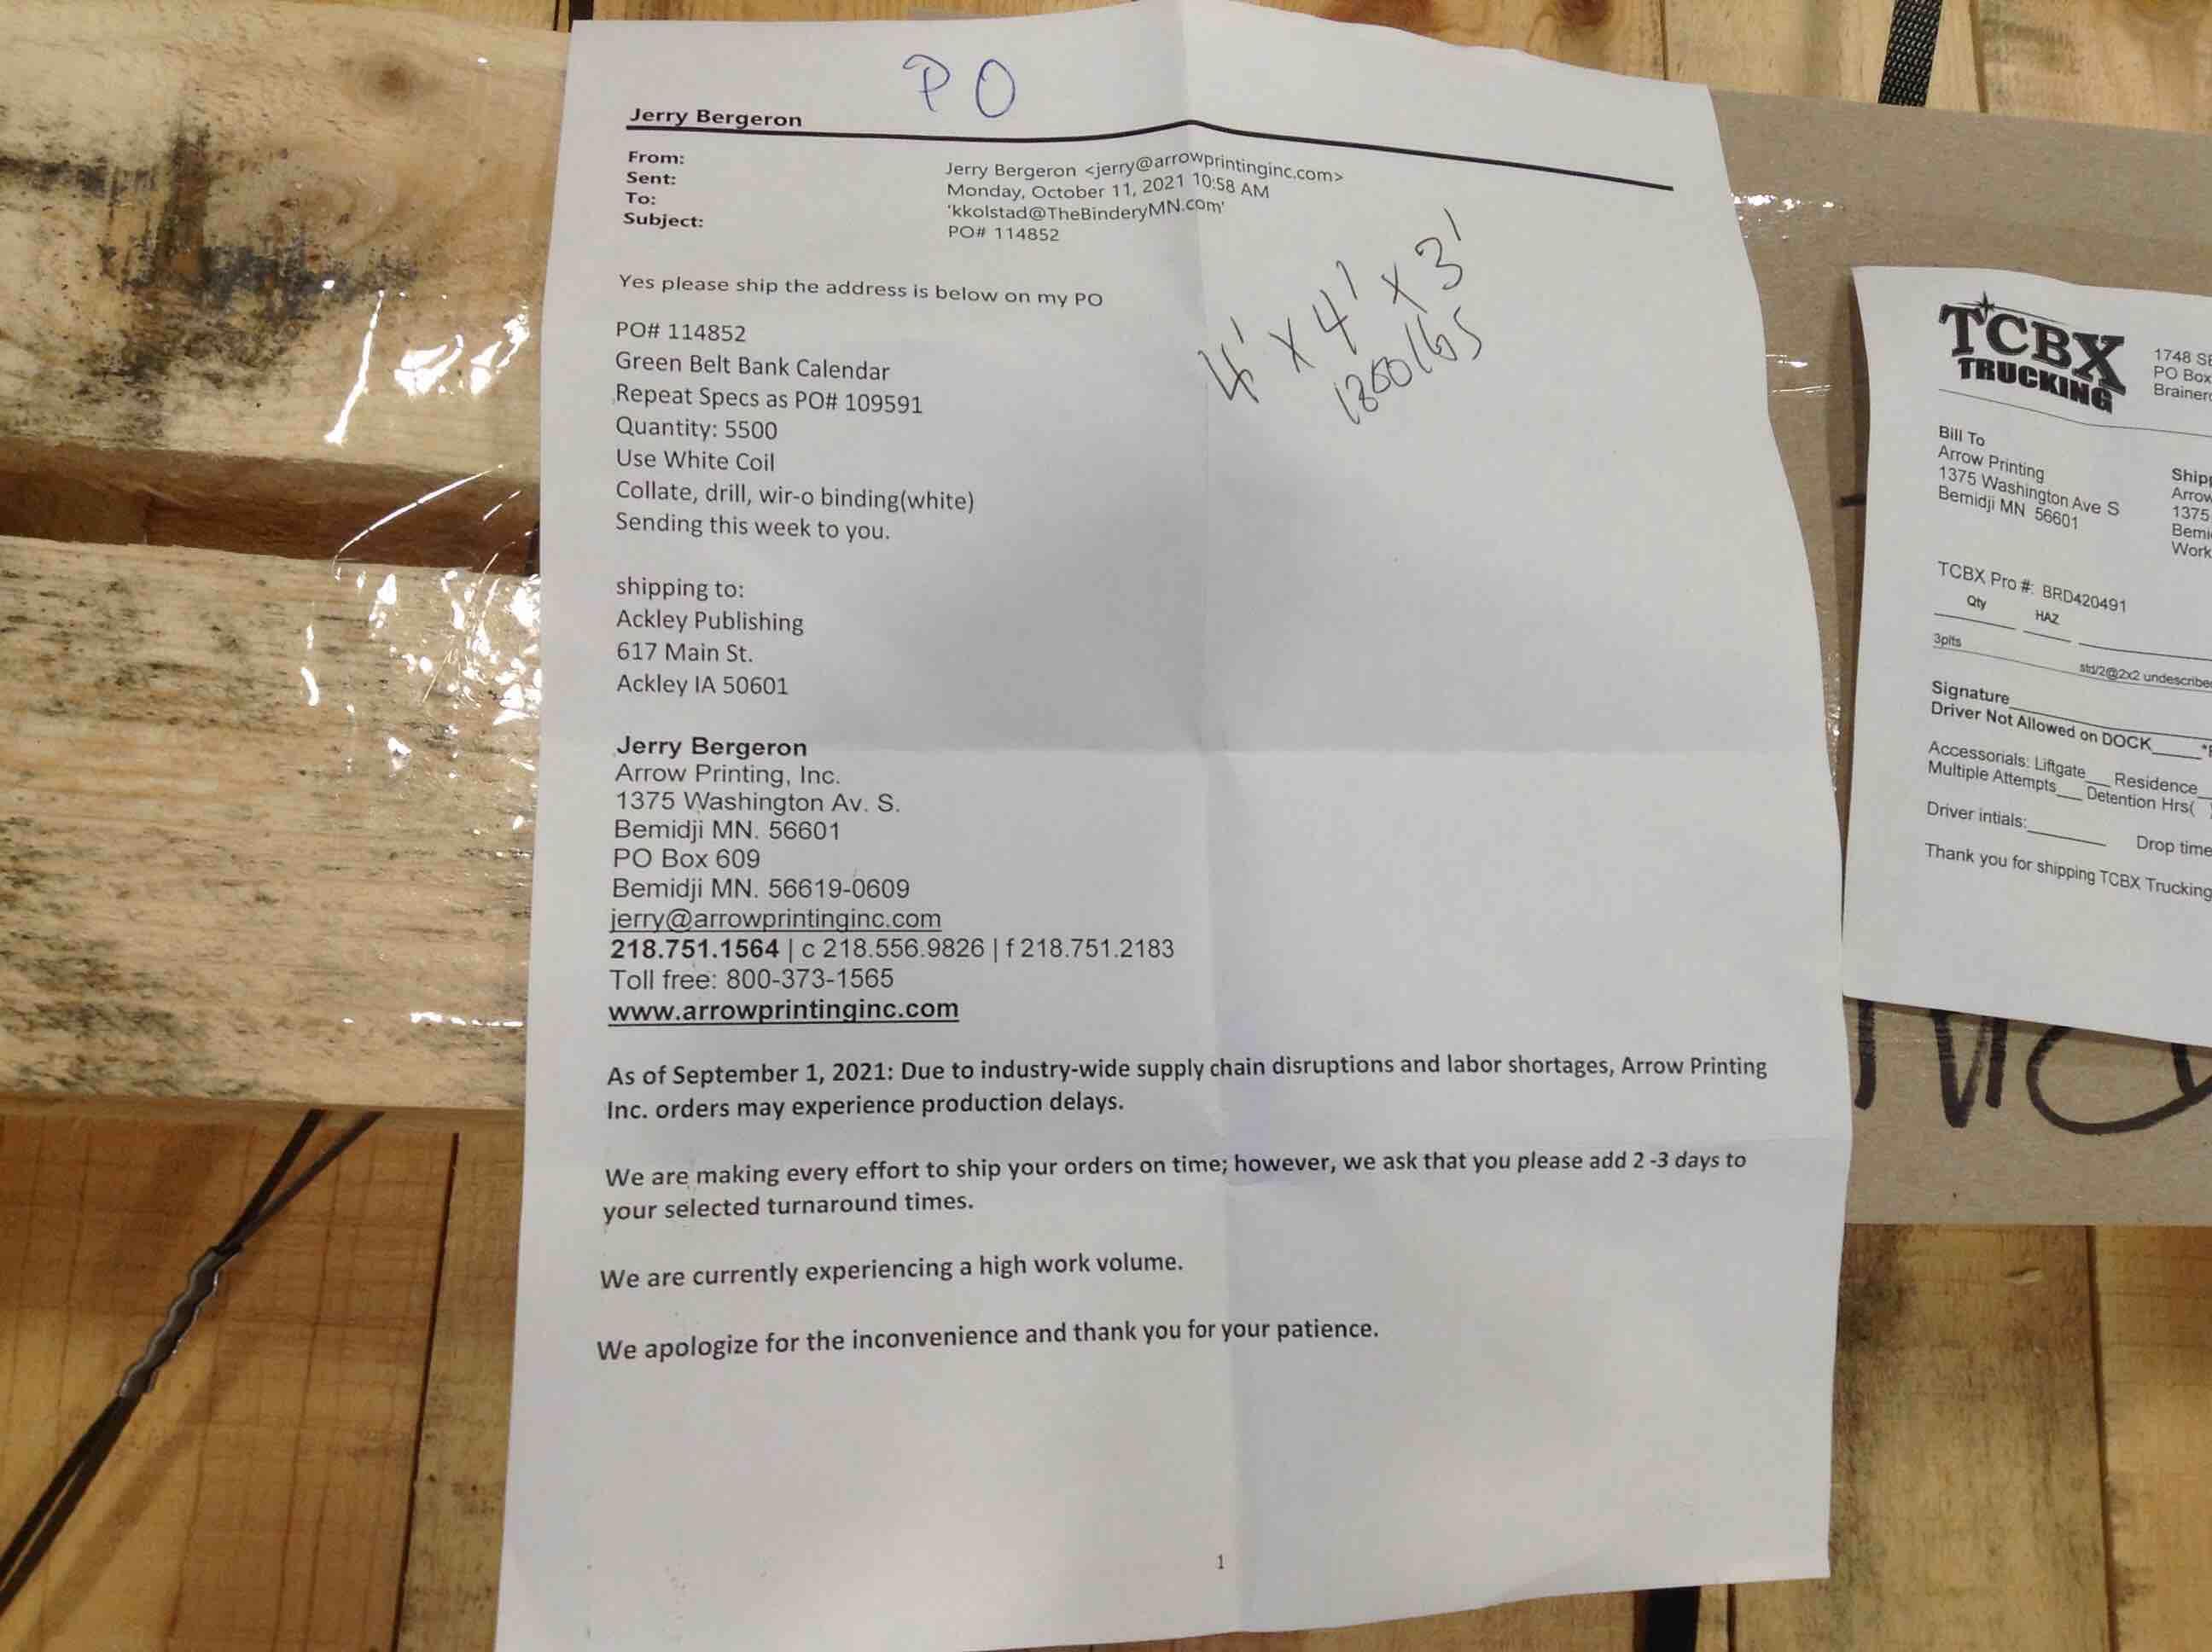 PO
Jerry Bergeron
From: Jerry Bergeron <jerry@arrowprintinginc.com>
Sent: Monday, October 11, 2021 10:58 AM
To: 'kkolstad@TheBinderyMN.com'
Subject: PO# 114852
Yes please ship the address is below on my PO
4' x 4' x 3'
lbs
PO# 114852
Green Belt Bank Calendar
Repeat Specs as PO# 109591
Quantity: 5500
Use White Coil
Collate, drill, wir-o binding(white)
Sending this week to you.
shipping to:
Ackley Publishing
617 Main St.
Ackley IA 50601
Jerry Bergeron
Arrow Printing, Inc.
1375 Washington Av. S.
Bemidji MN. 56601
PO Box 609
Bemidji MN. 56619-0609
jerry@arrowprintinginc.com
218.751.1564 | c 218.556.9826 | f 218.751.2183
Toll free: 800-373-1565
www.arrowprintinginc.com
As of September 1, 2021: Due to industry-wide supply chain disruptions and labor shortages, Arrow Printing
Inc. orders may experience production delays.
We are making every effort to ship your orders on time; however, we ask that you please add 2 -3 days to
your selected turnaround times.
We are currently experiencing a high work volume.
We apologize for the inconvenience and thank you for your patience.
1
TCBX
TRUCKING
1748
PO Box
Bill To
Arrow Printing
1375 Washington Ave S
Bemidji MN 56601
1375
TCBX Pro #: BRD420491
Qty HAZ
3plts std/2@2x2
Signature
Driver Not Allowed on DOCK
Accessorials: Liftgate Residence
Multiple Attempts Detention Hrs(
Driver intials: Drop time
Thank you for shipping TCBX Trucking